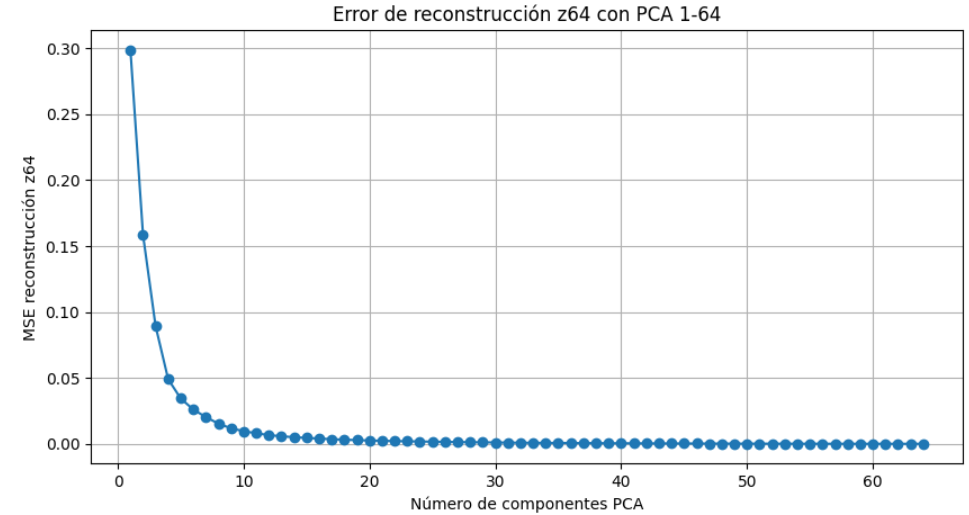 Error de reconstrucción z64 con PCA 1-64
MSE reconstrucción z64
0.30
0.25
0.20
0.15
0.10
0.05
0.00
0 10 20 30 40 50 60
Número de componentes PCA